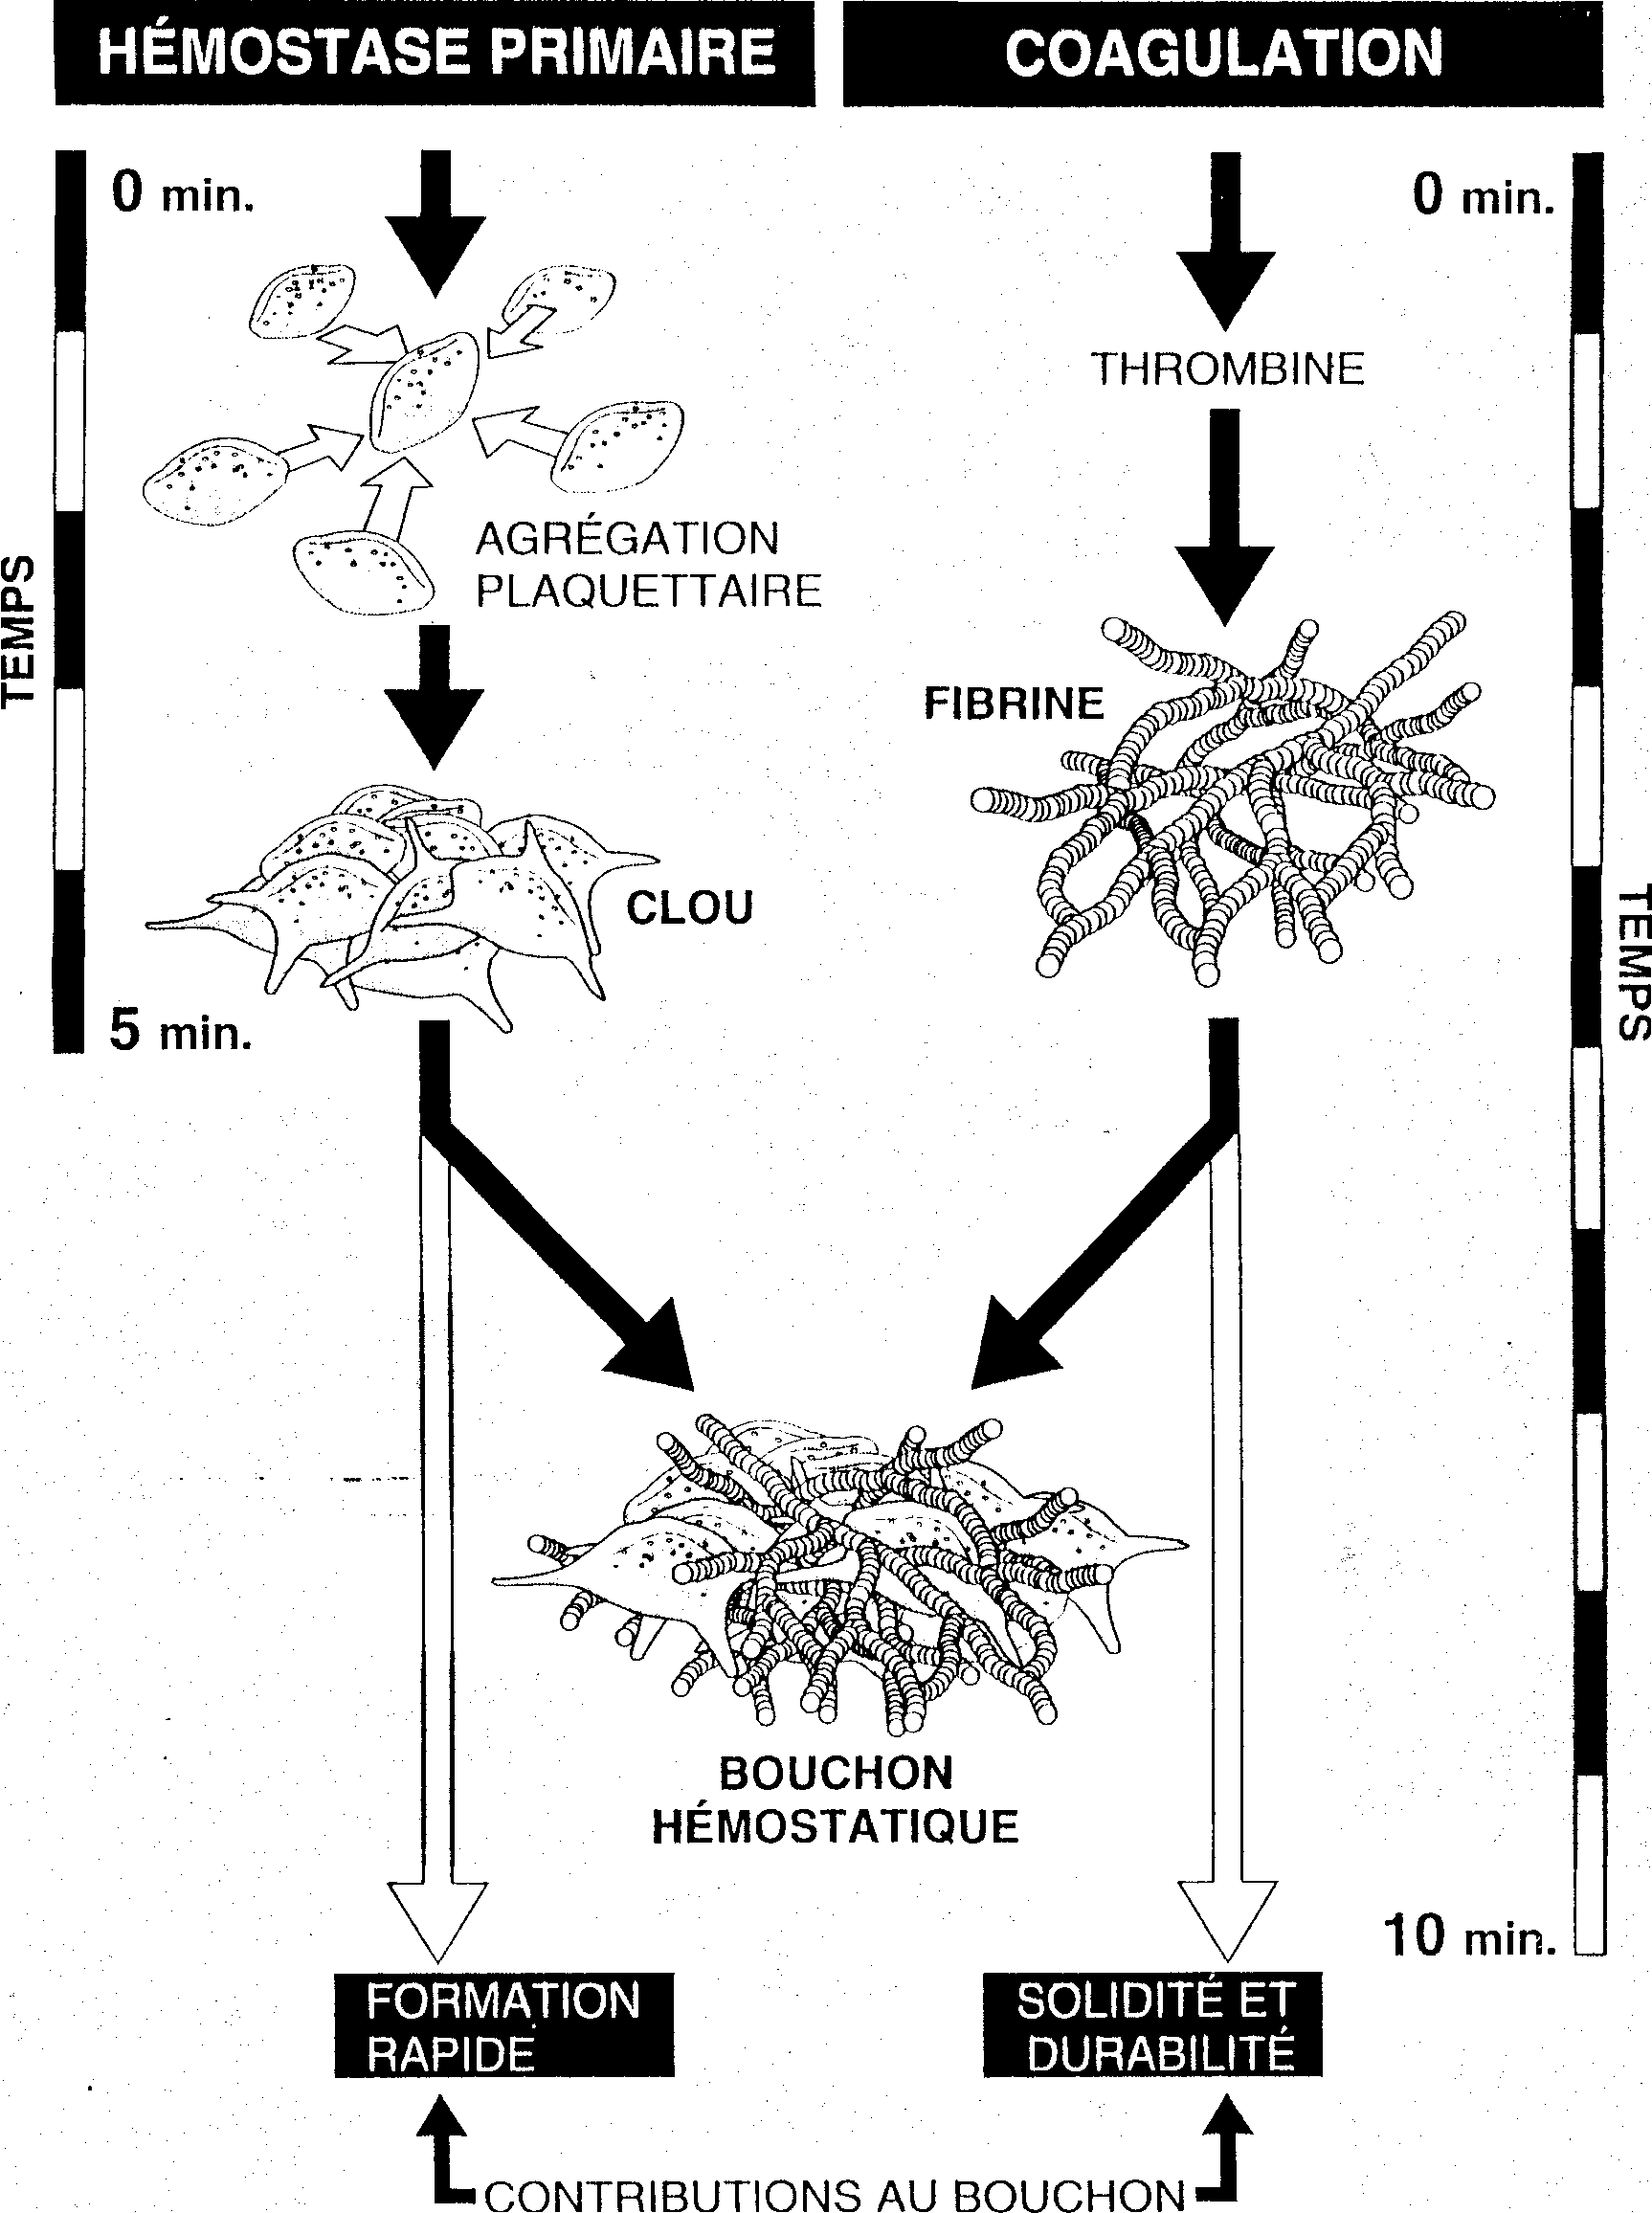 HÉMOSTASE PRIMAIRE
COAGULATION
0 min.
0 min.
THROMBINE
AGRÉGATION
PLAQUETTAIRE
TEMPS
FIBRINE
CLOU
TEMPS
5 min.
BOUCHON
HÉMOSTATIQUE
10 min.
FORMATION
RAPIDE
SOLIDITÉ ET
DURABILITÉ
CONTRIBUTIONS AU BOUCHON